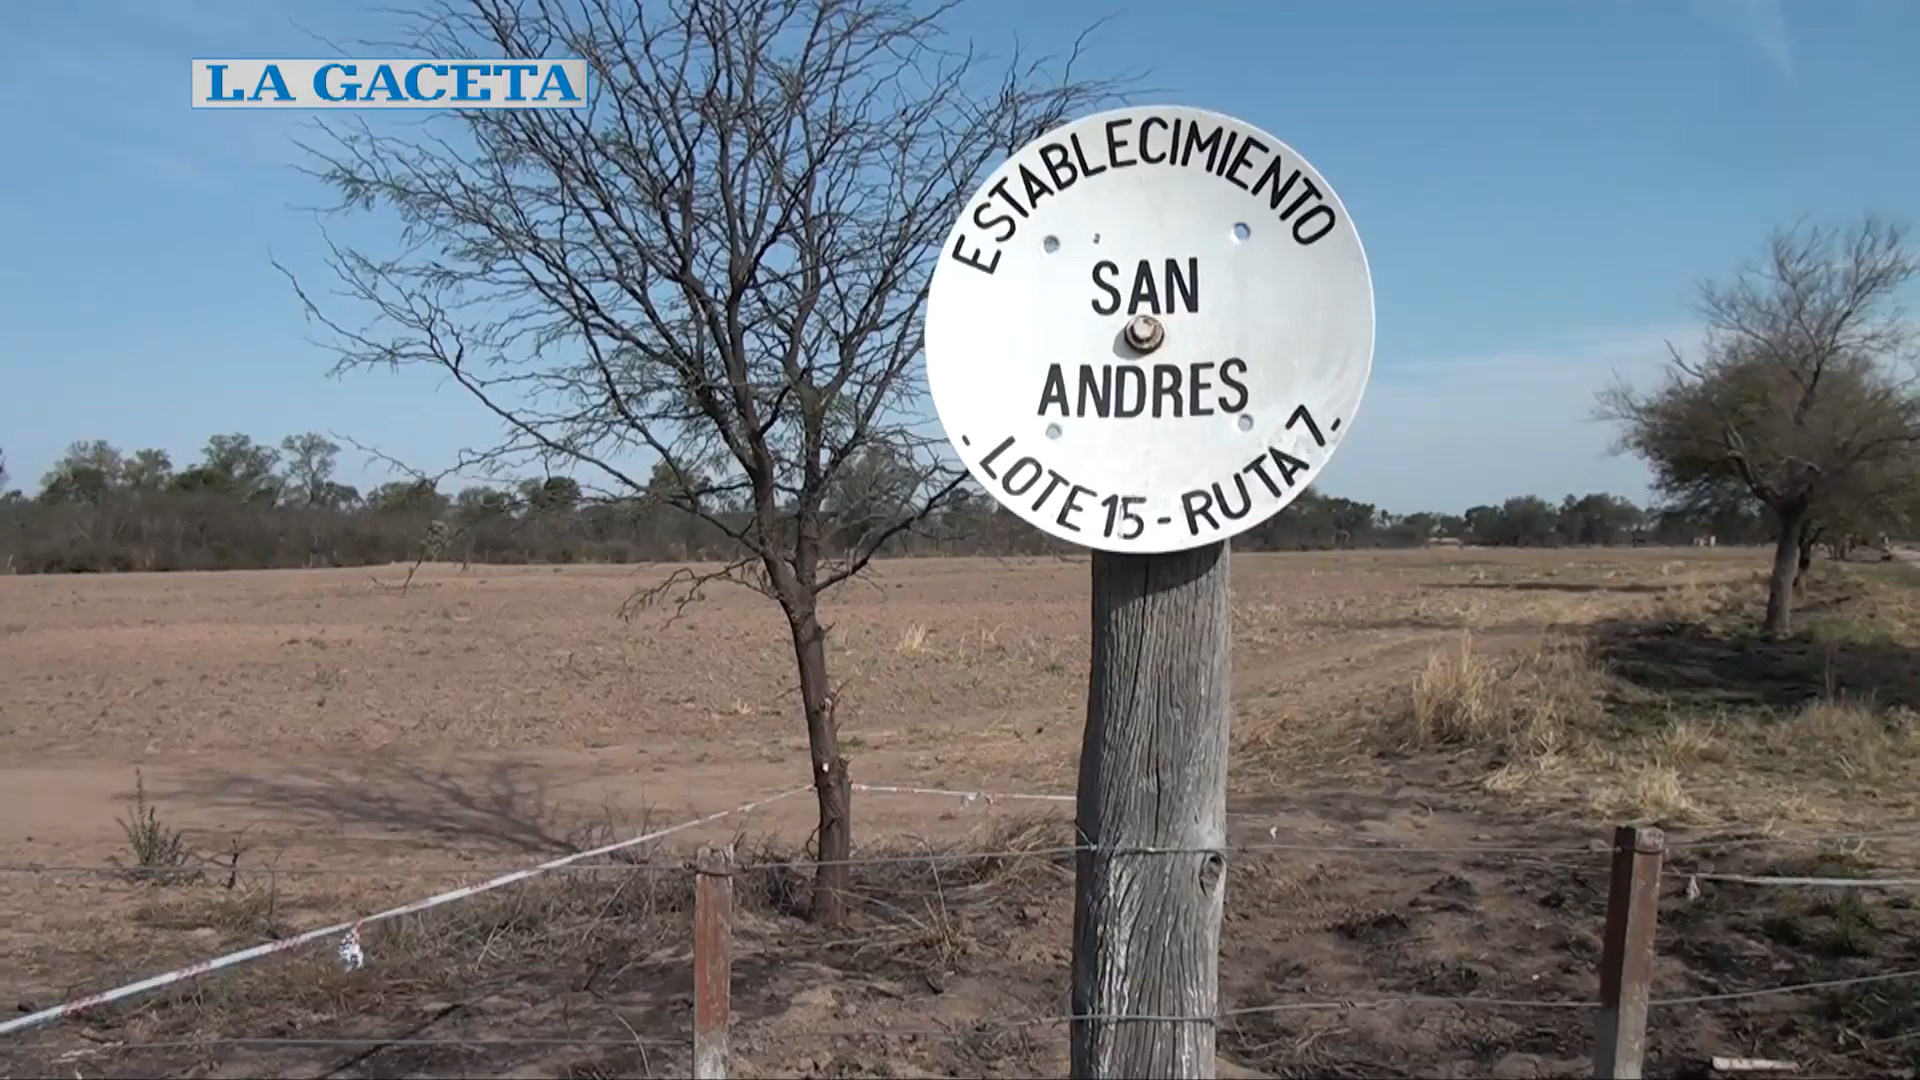 LA GACETA
ESTABLECIMIENTO
SAN
ANDRES
- LOTE 15 - RUTA 7 -